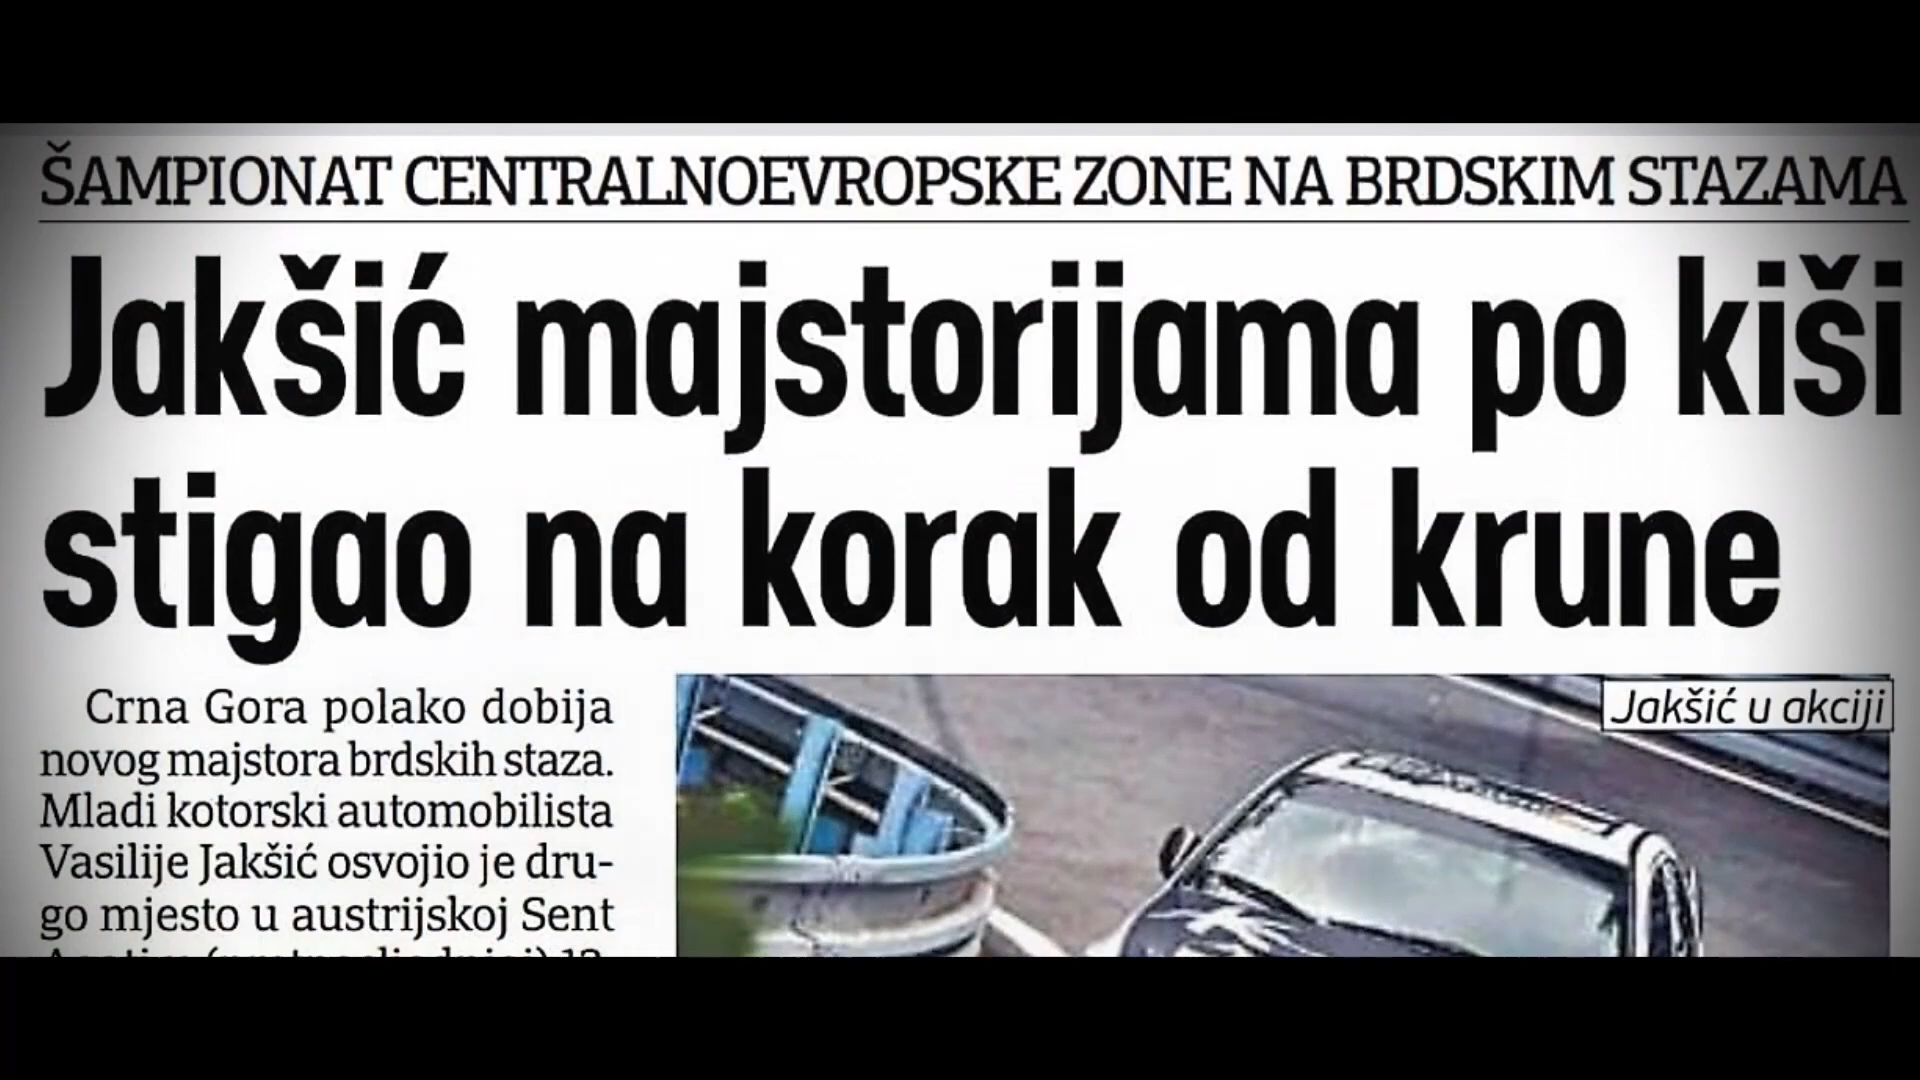 ŠAMPIONAT CENTRALNOEVROPSKE ZONE NA BRDSKIM STAZAMA
Jakšić majstorijama po kiši
stigao na korak od krune
Jakšić u akciji
Crna Gora polako dobija
novog majstora brdskih staza.
Mladi kotorski automobilista
Vasilije Jakšić osvojio je dru-
go mjesto u austrijskoj Sent